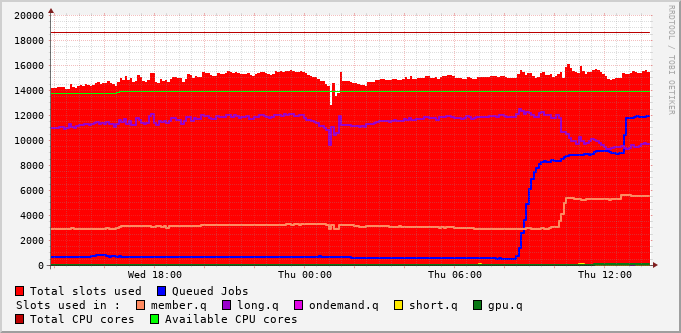 20000
18000
16000
14000
12000
10000
8000
6000
4000
2000
0
Wed 18:00 Thu 00:00 Thu 06:00 Thu 12:00
RRDTOOL / TOBI OETIKER
Total slots used Queued Jobs
Slots used in : member.q long.q ondemand.q short.q gpu.q
Total CPU cores Available CPU cores